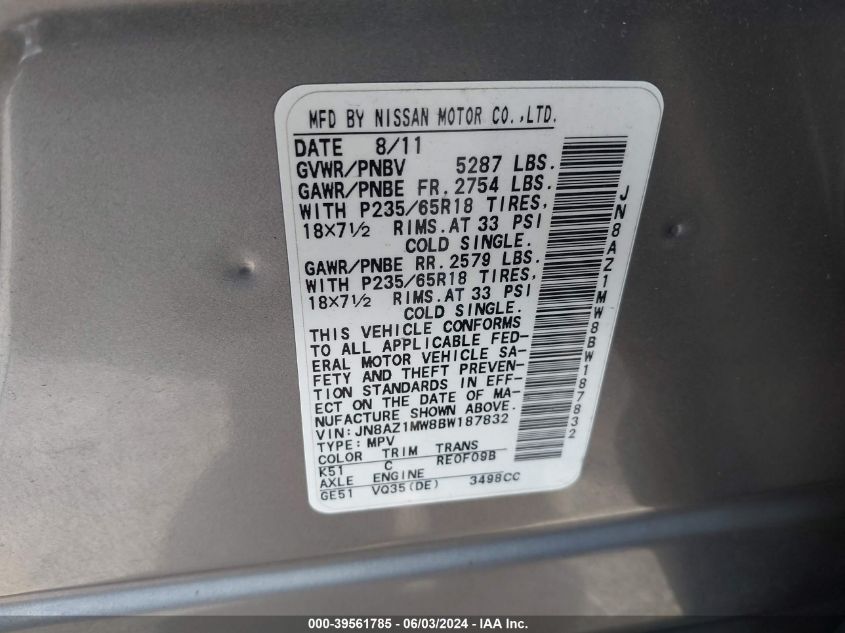 MFD BY NISSAN MOTOR CO.,LTD.
DATE 8/11
GVWR/PNBV 5287 LBS.
GAWR/PNBE FR. 2754 LBS.
WITH P235/65R18 TIRES,
18×7½ RIMS.AT 33 PSI
COLD SINGLE.
GAWR/PNBE RR. 2579 LBS.
WITH P235/65R18 TIRES,
18×7½ RIMS.AT 33 PSI
COLD SINGLE.
THIS VEHICLE CONFORMS
TO ALL APPLICABLE FED-
ERAL MOTOR VEHICLE SA-
FETY AND THEFT PREVEN-
TION STANDARDS IN EFF-
ECT ON THE DATE OF MA-
NUFACTURE SHOWN ABOVE.
VIN:JN8AZ1MW8BW187832
TYPE:MPV
COLOR TRIM TRANS
K51 C RE0F09B
AXLE ENGINE
GE51 VQ35(DE) 3498CC
JN8AZ1MW8BW187832
000-39561785 - 06/03/2024 - IAA Inc.